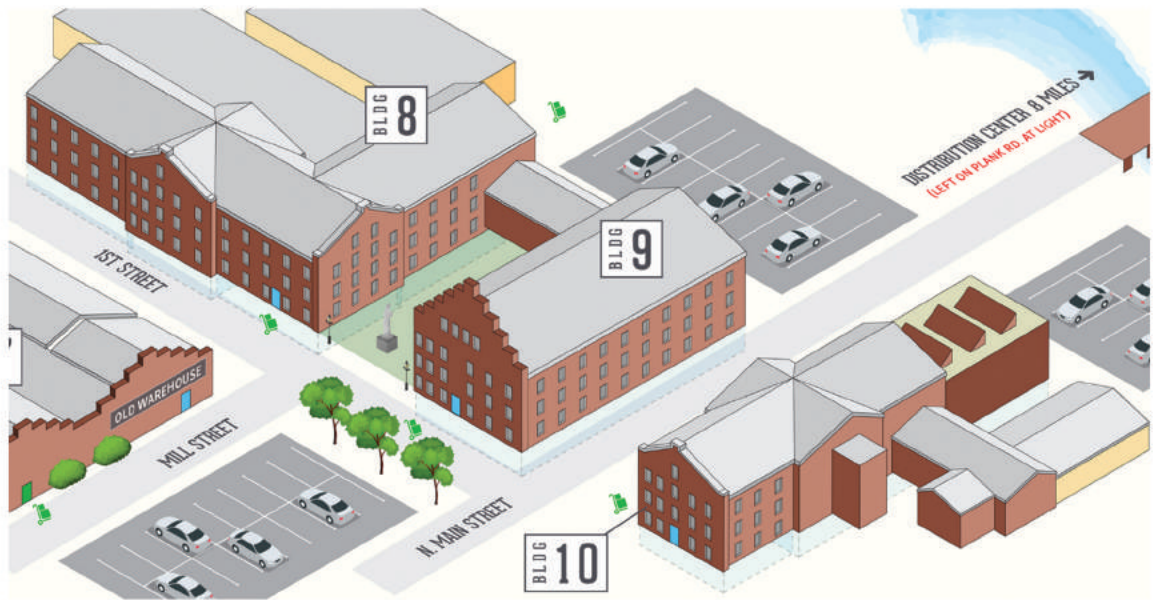 BLDG 8
DISTRIBUTION CENTER 8 MILES
(LEFT ON PLANK RD. AT LIGHT)
BLDG 9
1ST STREET
OLD WAREHOUSE
MILL STREET
N. MAIN STREET
BLDG 10